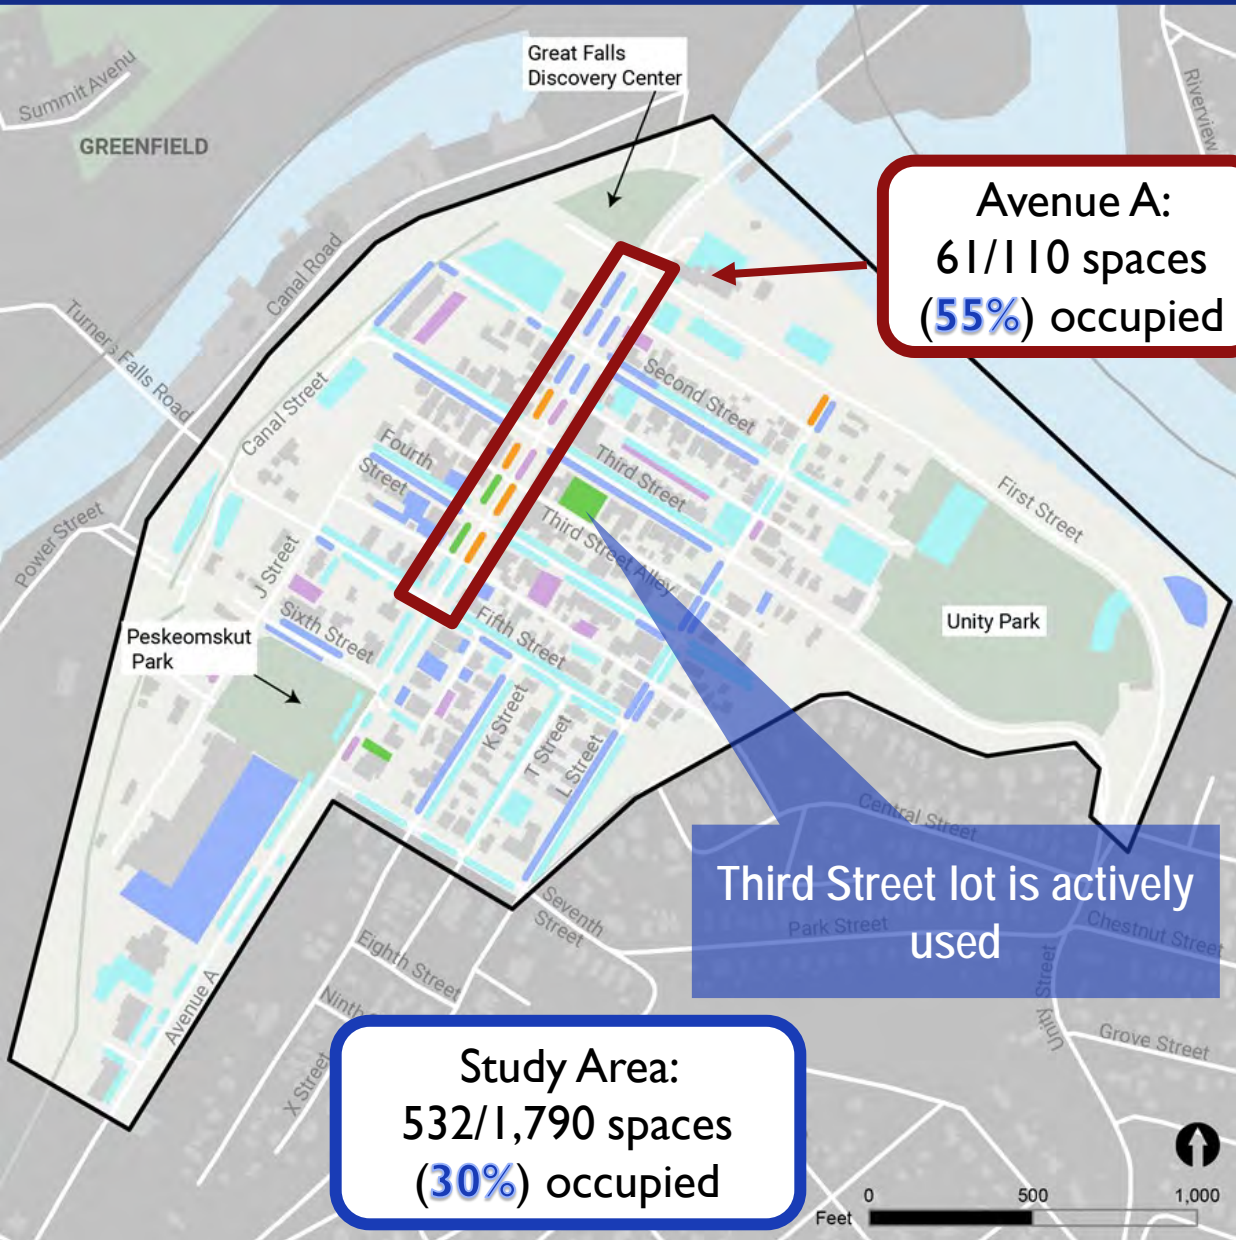 Great Falls
Discovery Center
Summit Avenu
GREENFIELD
Riverview
Avenue A:
61/110 spaces
(55%) occupied
Canal Road
Turners Falls Road
Canal Street
Second Street
Fourth
Street
Third Street
First Street
Power Street
Third Street Alley
J Street
Sixth Street
Fifth Street
Peskeomskut
Park
Unity Park
K Street
T Street
L Street
Central Street
Third Street lot is actively
used
Seventh
Street
Park Street
Chestnut Street
Eighth Street
Ninth
Avenue A
Unity Street
Grove Street
X Street
Study Area:
532/1,790 spaces
(30%) occupied
0 500 1,000
Feet